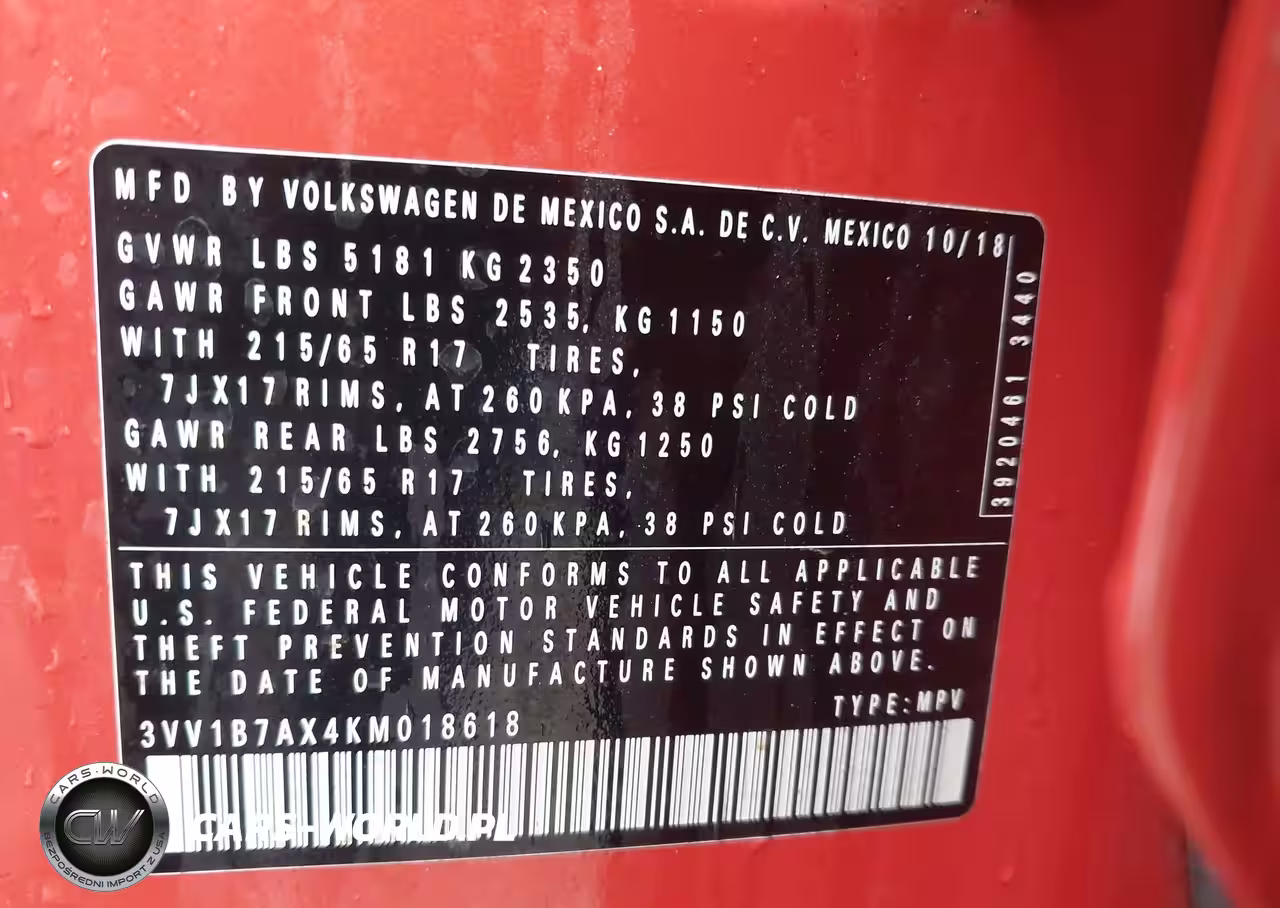 MFD BY VOLKSWAGEN DE MEXICO S.A. DE C.V. MEXICO 10/18
GVWR LBS 5181 KG 2350
GAWR FRONT LBS 2535, KG 1150
WITH 215/65 R17 TIRES,
7JX17 RIMS, AT 260 KPA, 38 PSI COLD
GAWR REAR LBS 2756, KG 1250
WITH 215/65 R17 TIRES,
7JX17 RIMS, AT 260 KPA, 38 PSI COLD
3920461 3440
THIS VEHICLE CONFORMS TO ALL APPLICABLE
U.S. FEDERAL MOTOR VEHICLE SAFETY AND
THEFT PREVENTION STANDARDS IN EFFECT ON
THE DATE OF MANUFACTURE SHOWN ABOVE.
TYPE:MPV
3VV1B7AX4KM018618
CARS-WORLD
CW
BEZPOŚREDNI IMPORT Z USA
CARS-WORLD.PL